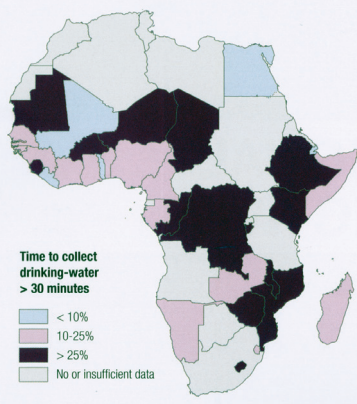 Time to collect
drinking-water
> 30 minutes
< 10%
10-25%
> 25%
No or insufficient data